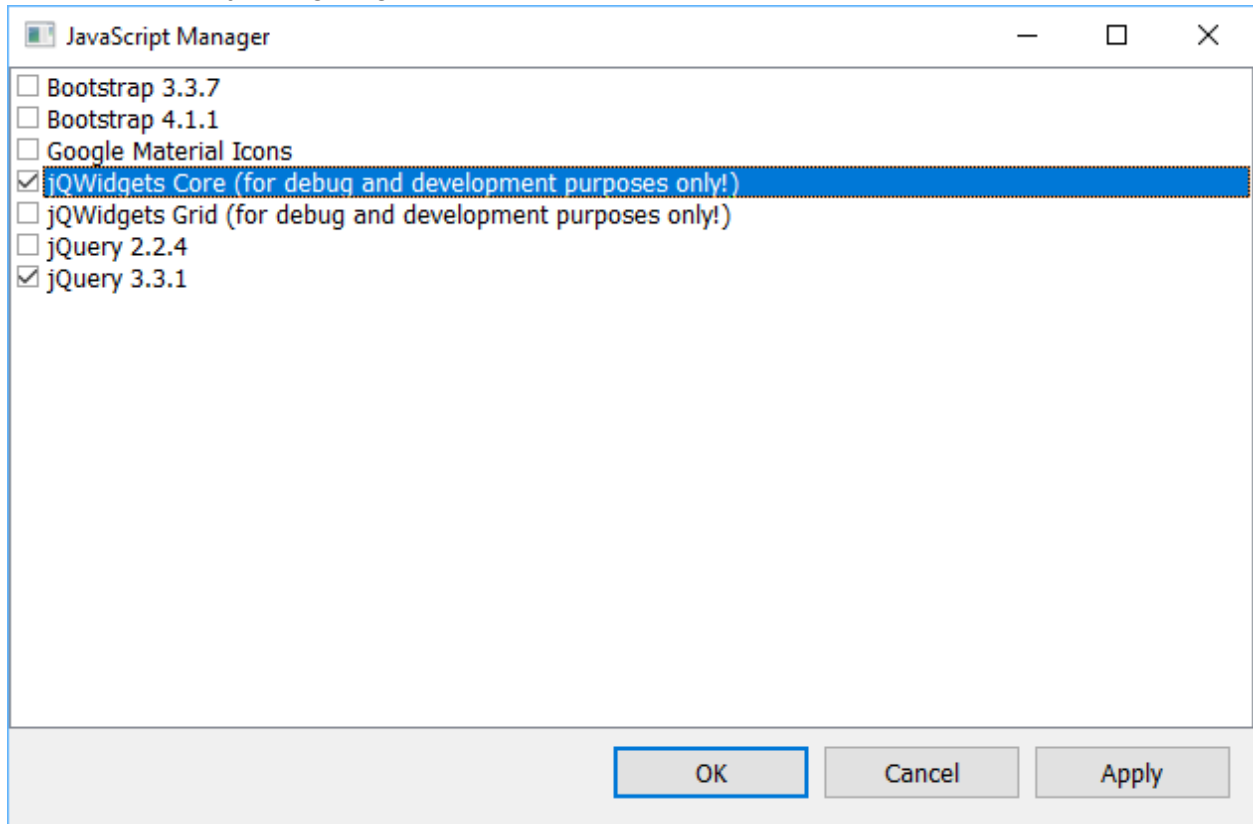 JavaScript Manager
Bootstrap 3.3.7
Bootstrap 4.1.1
Google Material Icons
jQWidgets Core (for debug and development purposes only!)
jQWidgets Grid (for debug and development purposes only!)
jQuery 2.2.4
jQuery 3.3.1
OK Cancel Apply